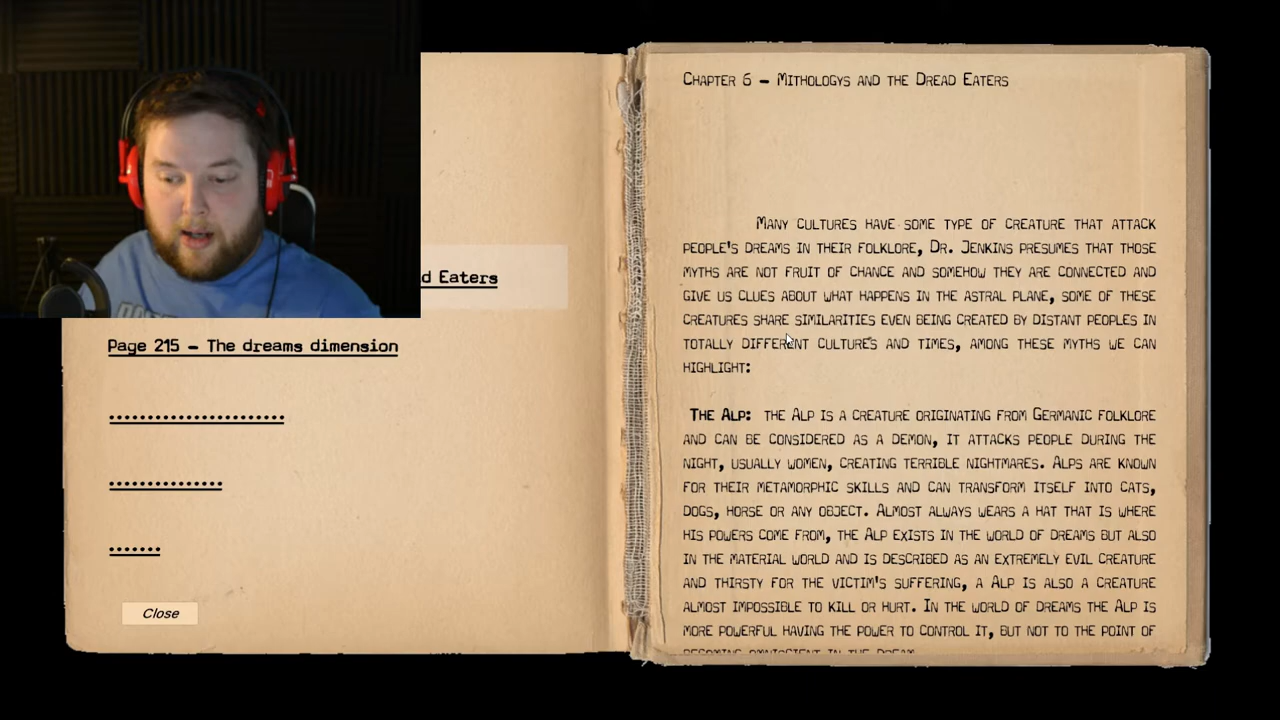 d Eaters
Page 215 - The dreams dimension
.......................
...............
.......
Close
Chapter 6 - Mithologys and the Dread Eaters
Many cultures have some type of creature that attack
people's dreams in their folklore, Dr. Jenkins presumes that those
myths are not fruit of chance and somehow they are connected and
give us clues about what happens in the astral plane, some of these
creatures share similarities even being created by distant peoples in
totally different cultures and times, among these myths we can
highlight:
The Alp: the Alp is a creature originating from Germanic folklore
and can be considered as a demon, it attacks people during the
night, usually women, creating terrible nightmares. Alps are known
for their metamorphic skills and can transform itself into cats,
dogs, horse or any object. Almost always wears a hat that is where
his powers come from, the Alp exists in the world of dreams but also
in the material world and is described as an extremely evil creature
and thirsty for the victim's suffering, a Alp is also a creature
almost impossible to kill or hurt. In the world of dreams the Alp is
more powerful having the power to control it, but not to the point of
becoming omniscient in the dream.